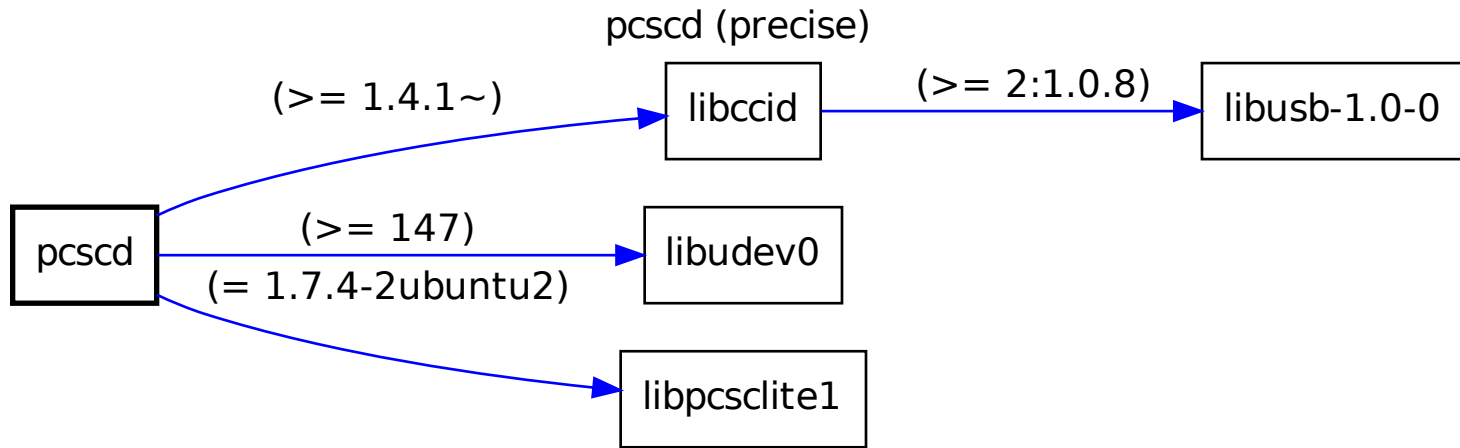 pcscd (precise)
(>= 1.4.1~)
libccid
(>= 2:1.0.8)
libusb-1.0-0
pcscd
(>= 147)
libudev0
(= 1.7.4-2ubuntu2)
libpcsclite1